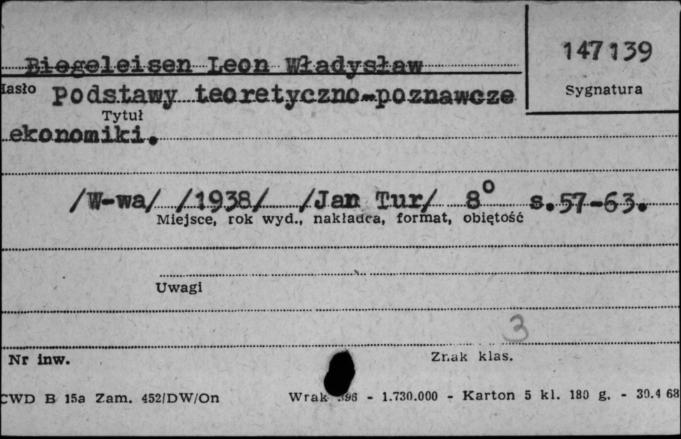 147139
Biegeleisen Leon Władysław
Hasło
Sygnatura
Podstawy teoretyczno-poznawcze
Tytuł
ekonomiki.
/W-wa/ /1938/ /Jan Tur/ 8° s.57-63.
Miejsce, rok wyd., nakładca, format, objętość
Uwagi
3
Nr inw.
Znak klas.
CWD B 15a Zam. 452/DW/On
Wrak 396 - 1.730.000 - Karton 5 kl. 180 g. - 30.4 68